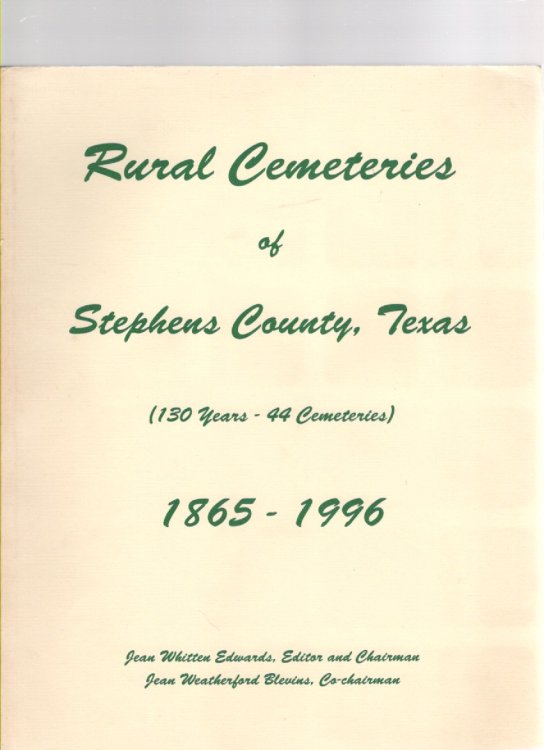 Rural Cemeteries
of
Stephens County, Texas
(130 Years - 44 Cemeteries)
1865 - 1996
Jean Whitten Edwards, Editor and Chairman
Jean Weatherford Blevins, Co-chairman